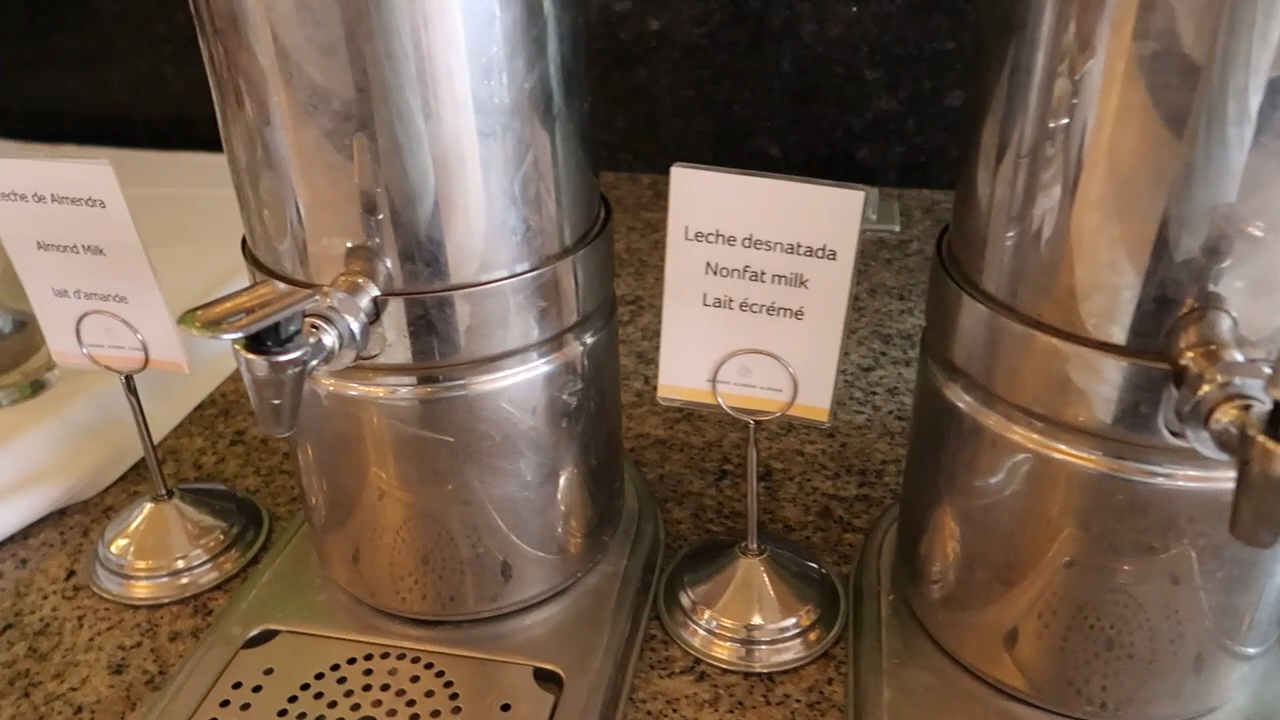 eche de Almendra
Almond Milk
lait d'amande
Leche desnatada
Nonfat milk
Lait écrémé